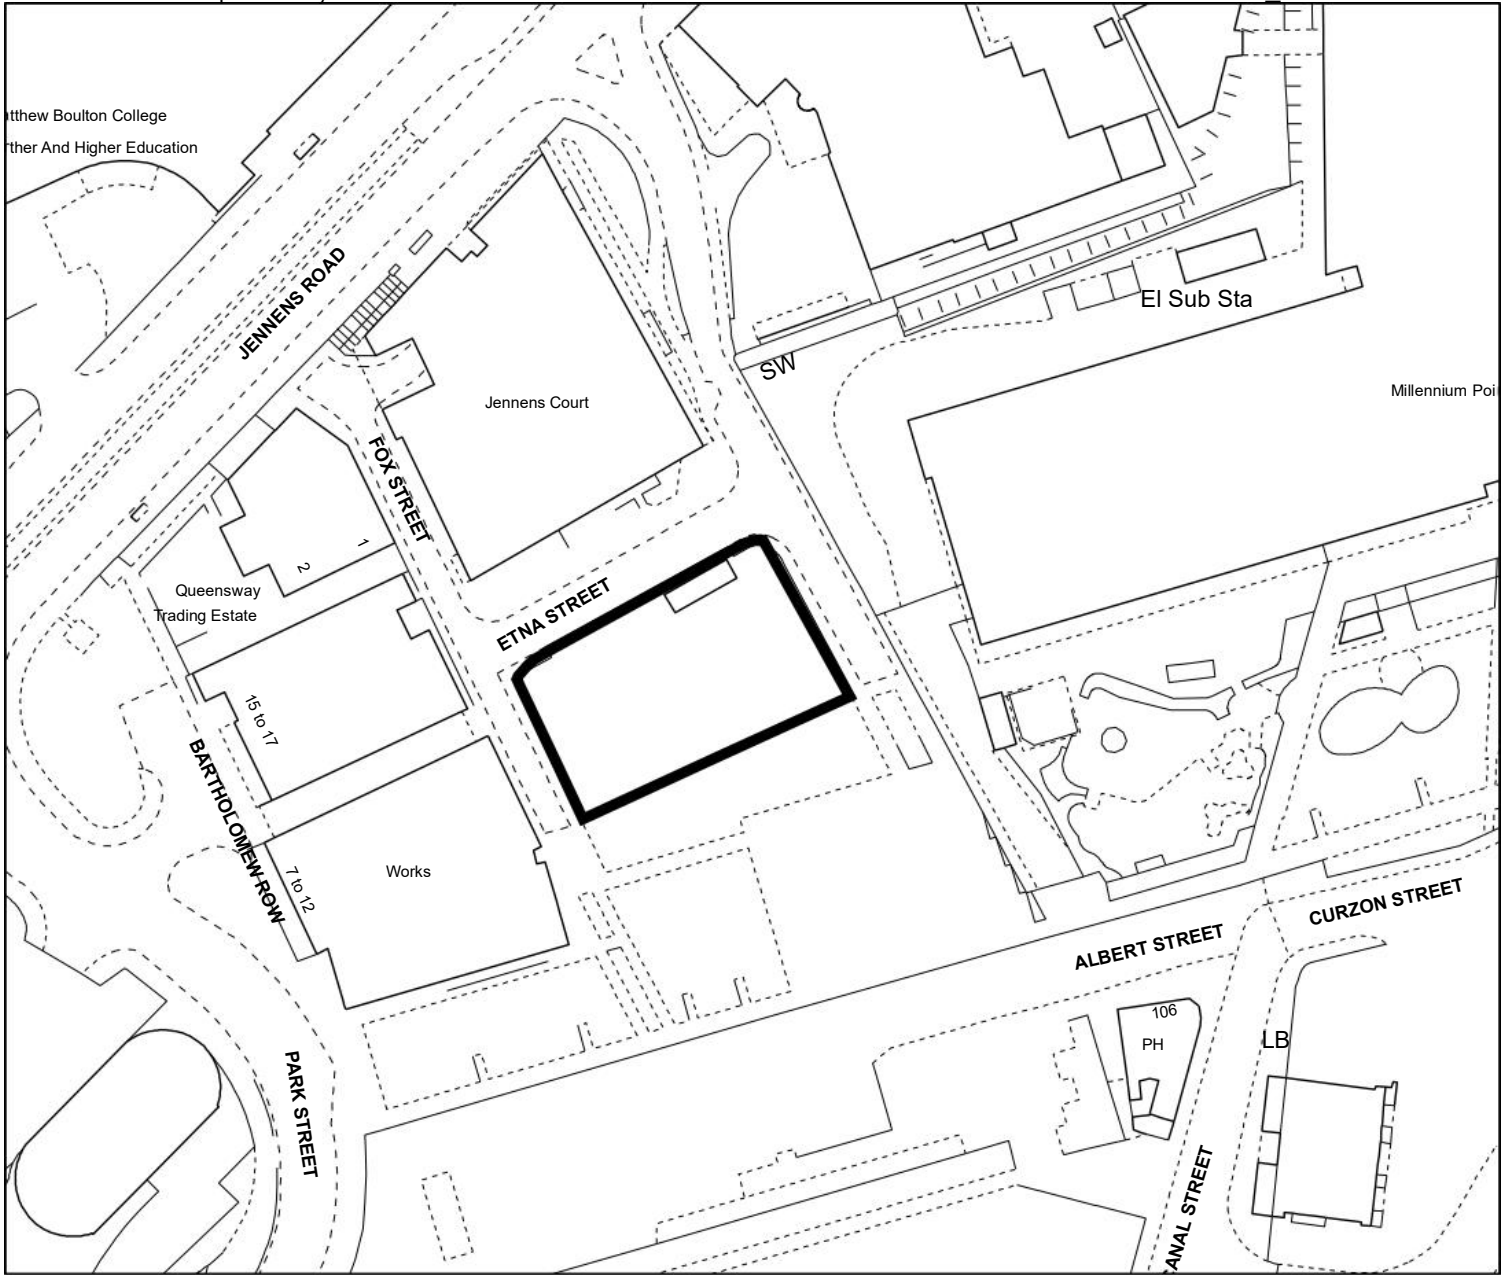 tthew Boulton College
ther And Higher Education
JENNENS ROAD
El Sub Sta
SW
Millennium Poi
Jennens Court
FOX STREET
1
2
Queensway
Trading Estate
ETNA STREET
15 to 17
BARTHOLOMEW ROW
7 to 12
Works
CURZON STREET
ALBERT STREET
106
PH
LB
PARK STREET
ANAL STREET